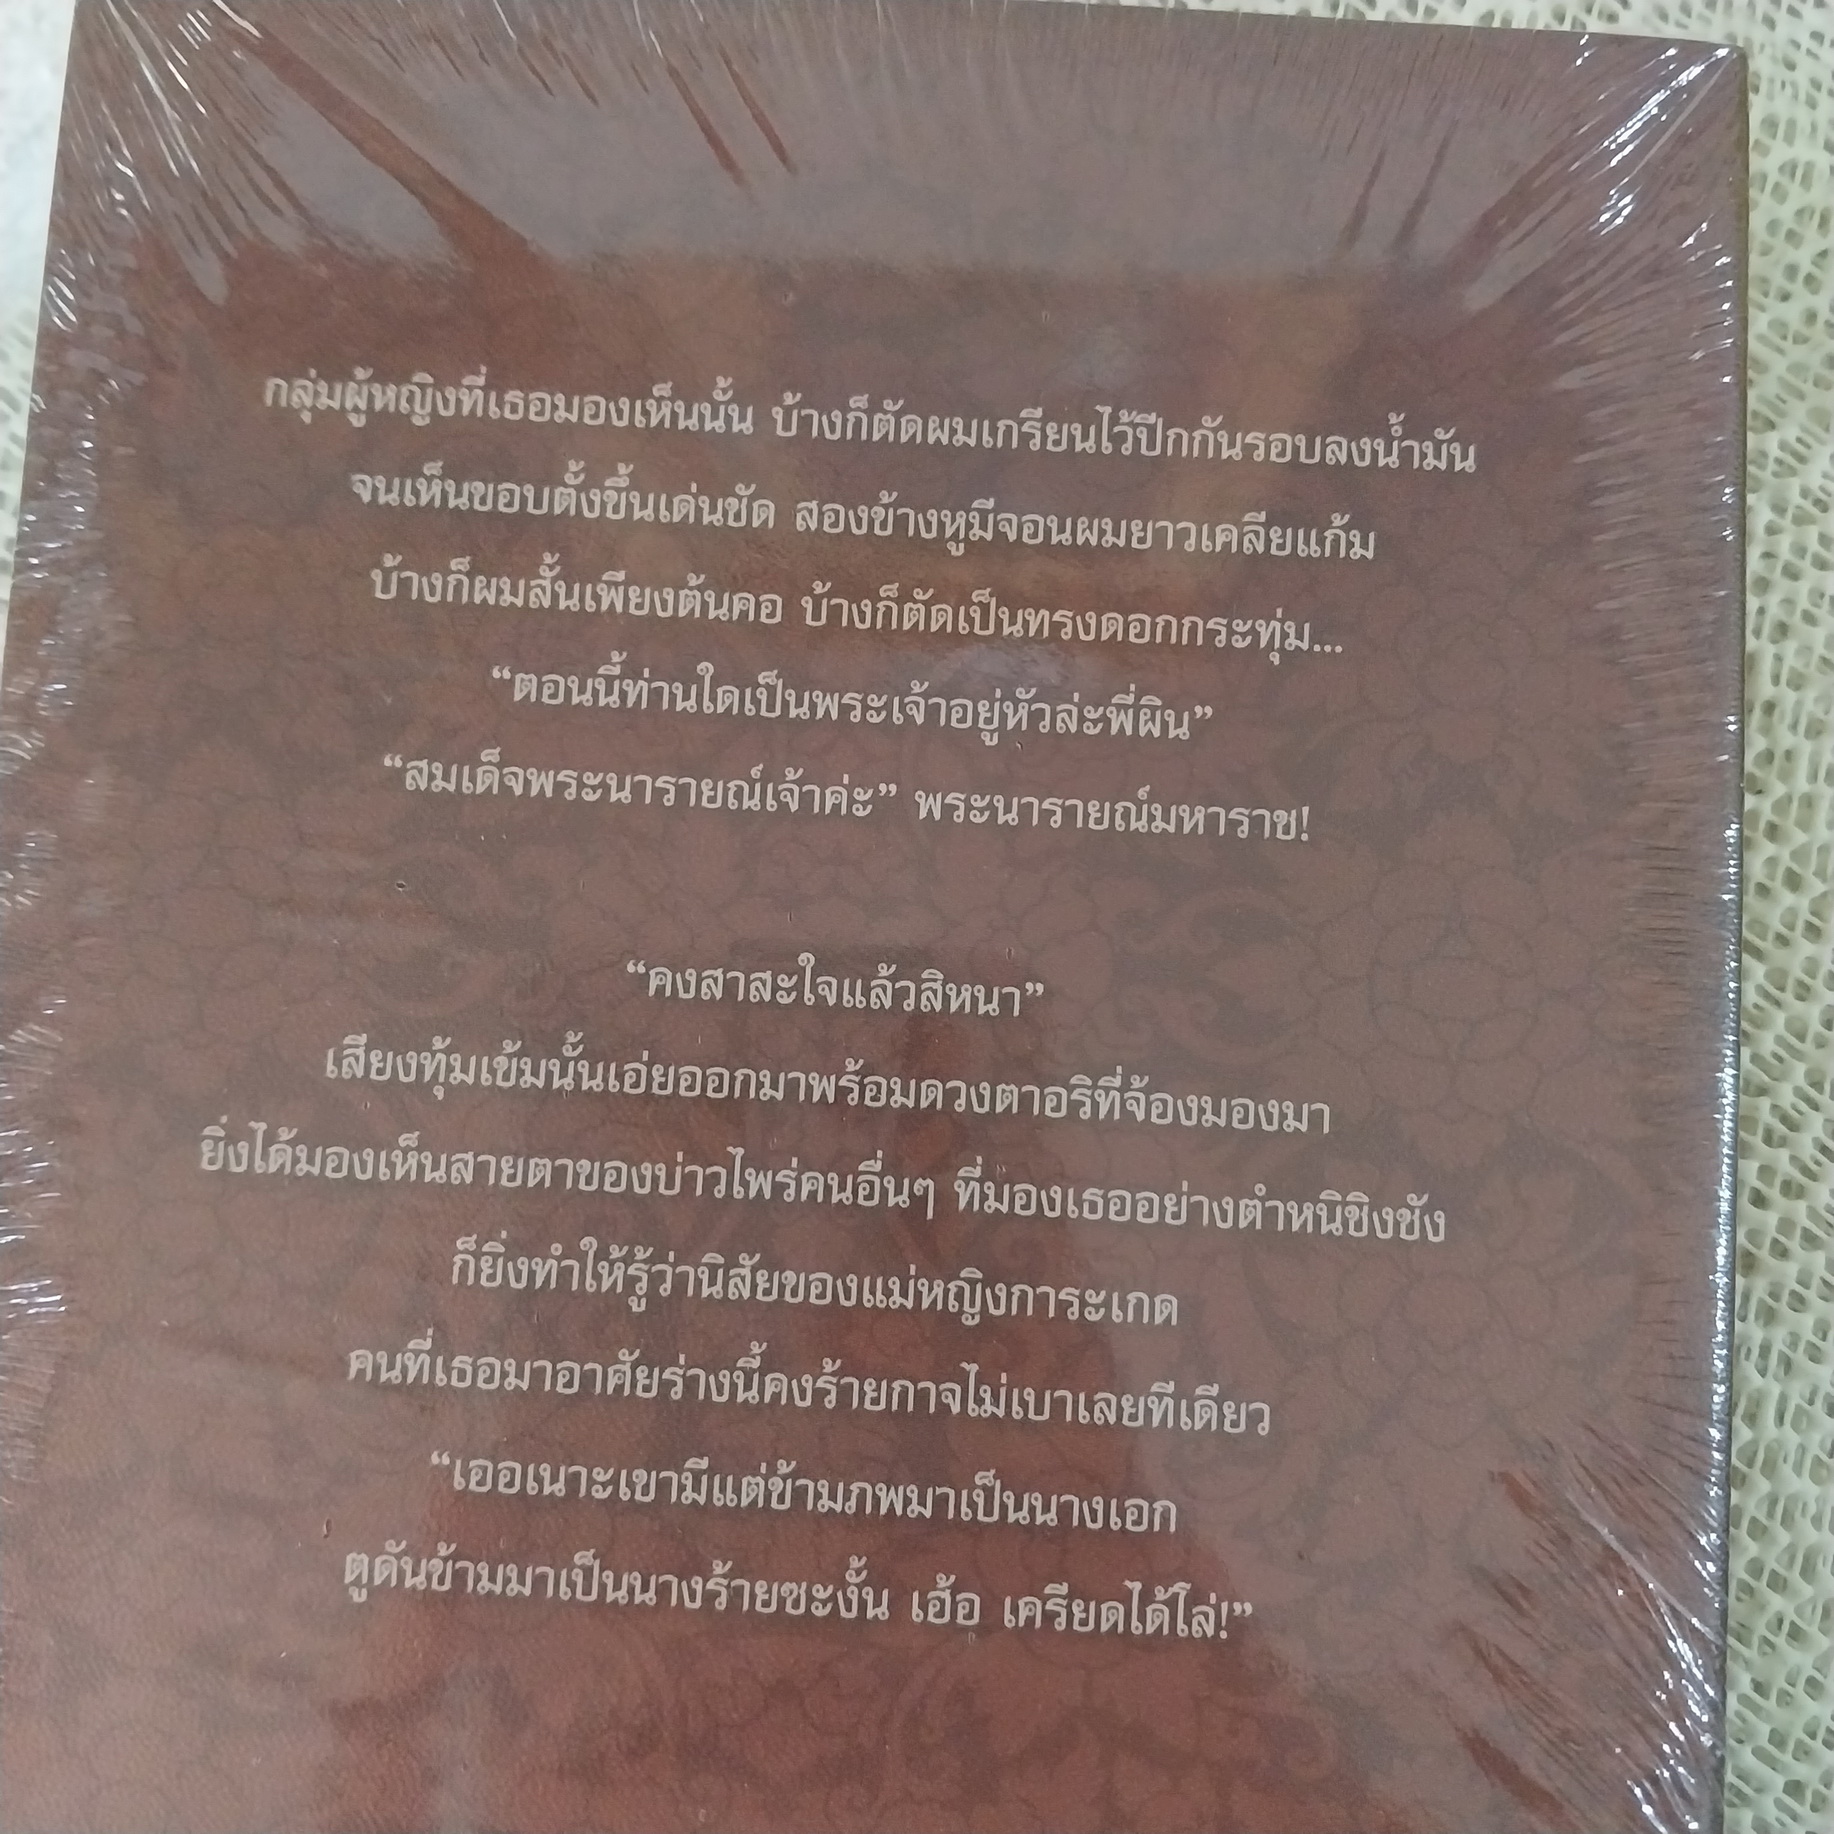 กลุ่มผู้หญิงที่เธอมองเห็นนั้น บ้างก็ตัดผมเกรียนไว้ปีกกันรอบลงน้ำมัน
จนเห็นขอบตั้งขึ้นเด่นชัด สองข้างหูมีจอนผมยาวเคลียแก้ม
บ้างก็ผมสั้นเพียงต้นคอ บ้างก็ตัดเป็นทรงดอกกระทุ่ม...
“ตอนนี้ท่านใดเป็นพระเจ้าอยู่หัวล่ะพี่ผิน”
“สมเด็จพระนารายณ์เจ้าค่ะ” พระนารายณ์มหาราช!
“คงสาสะใจแล้วสิหนา”
เสียงทุ้มเข้มนั้นเอ่ยออกมาพร้อมดวงตาอริที่จ้องมองมา
ยิ่งได้มองเห็นสายตาของบ่าวไพร่คนอื่นๆ ที่มองเธออย่างตำหนิชิงชัง
ก็ยิ่งทำให้รู้ว่านิสัยของแม่หญิงการะเกด
คนที่เธอมาอาศัยร่างนี้คงร้ายกาจไม่เบาเลยทีเดียว
“เออเนาะเขามีแต่ข้ามภพมาเป็นนางเอก
ตูดันข้ามมาเป็นนางร้ายซะงั้น เฮ้อ เครียดได้โล่!”